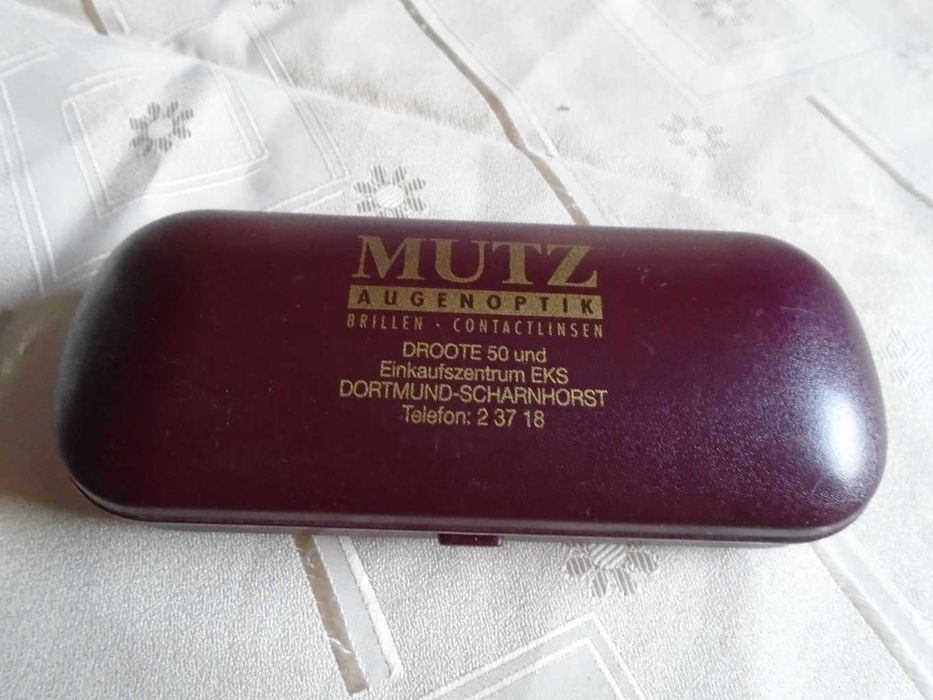 MUTZ
AUGENOPTIK
BRILLEN - CONTACTLINSEN
DROOTE 50 und
Einkaufszentrum EKS
DORTMUND-SCHARNHORST
Telefon: 2 37 18